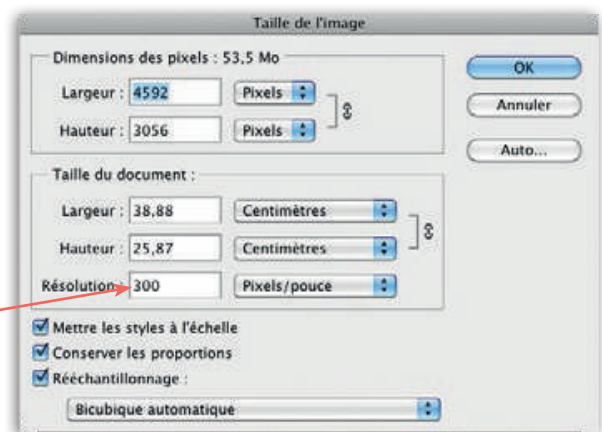 Taille de l'image
Dimensions des pixels : 53,5 Mo
Largeur : 4592 Pixels
Hauteur : 3056 Pixels
Taille du document :
Largeur : 38,88 Centimètres
Hauteur : 25,87 Centimètres
Résolution : 300 Pixels/pouce
Mettre les styles à l'échelle
Conserver les proportions
Rééchantillonnage :
Bicubique automatique
OK
Annuler
Auto...